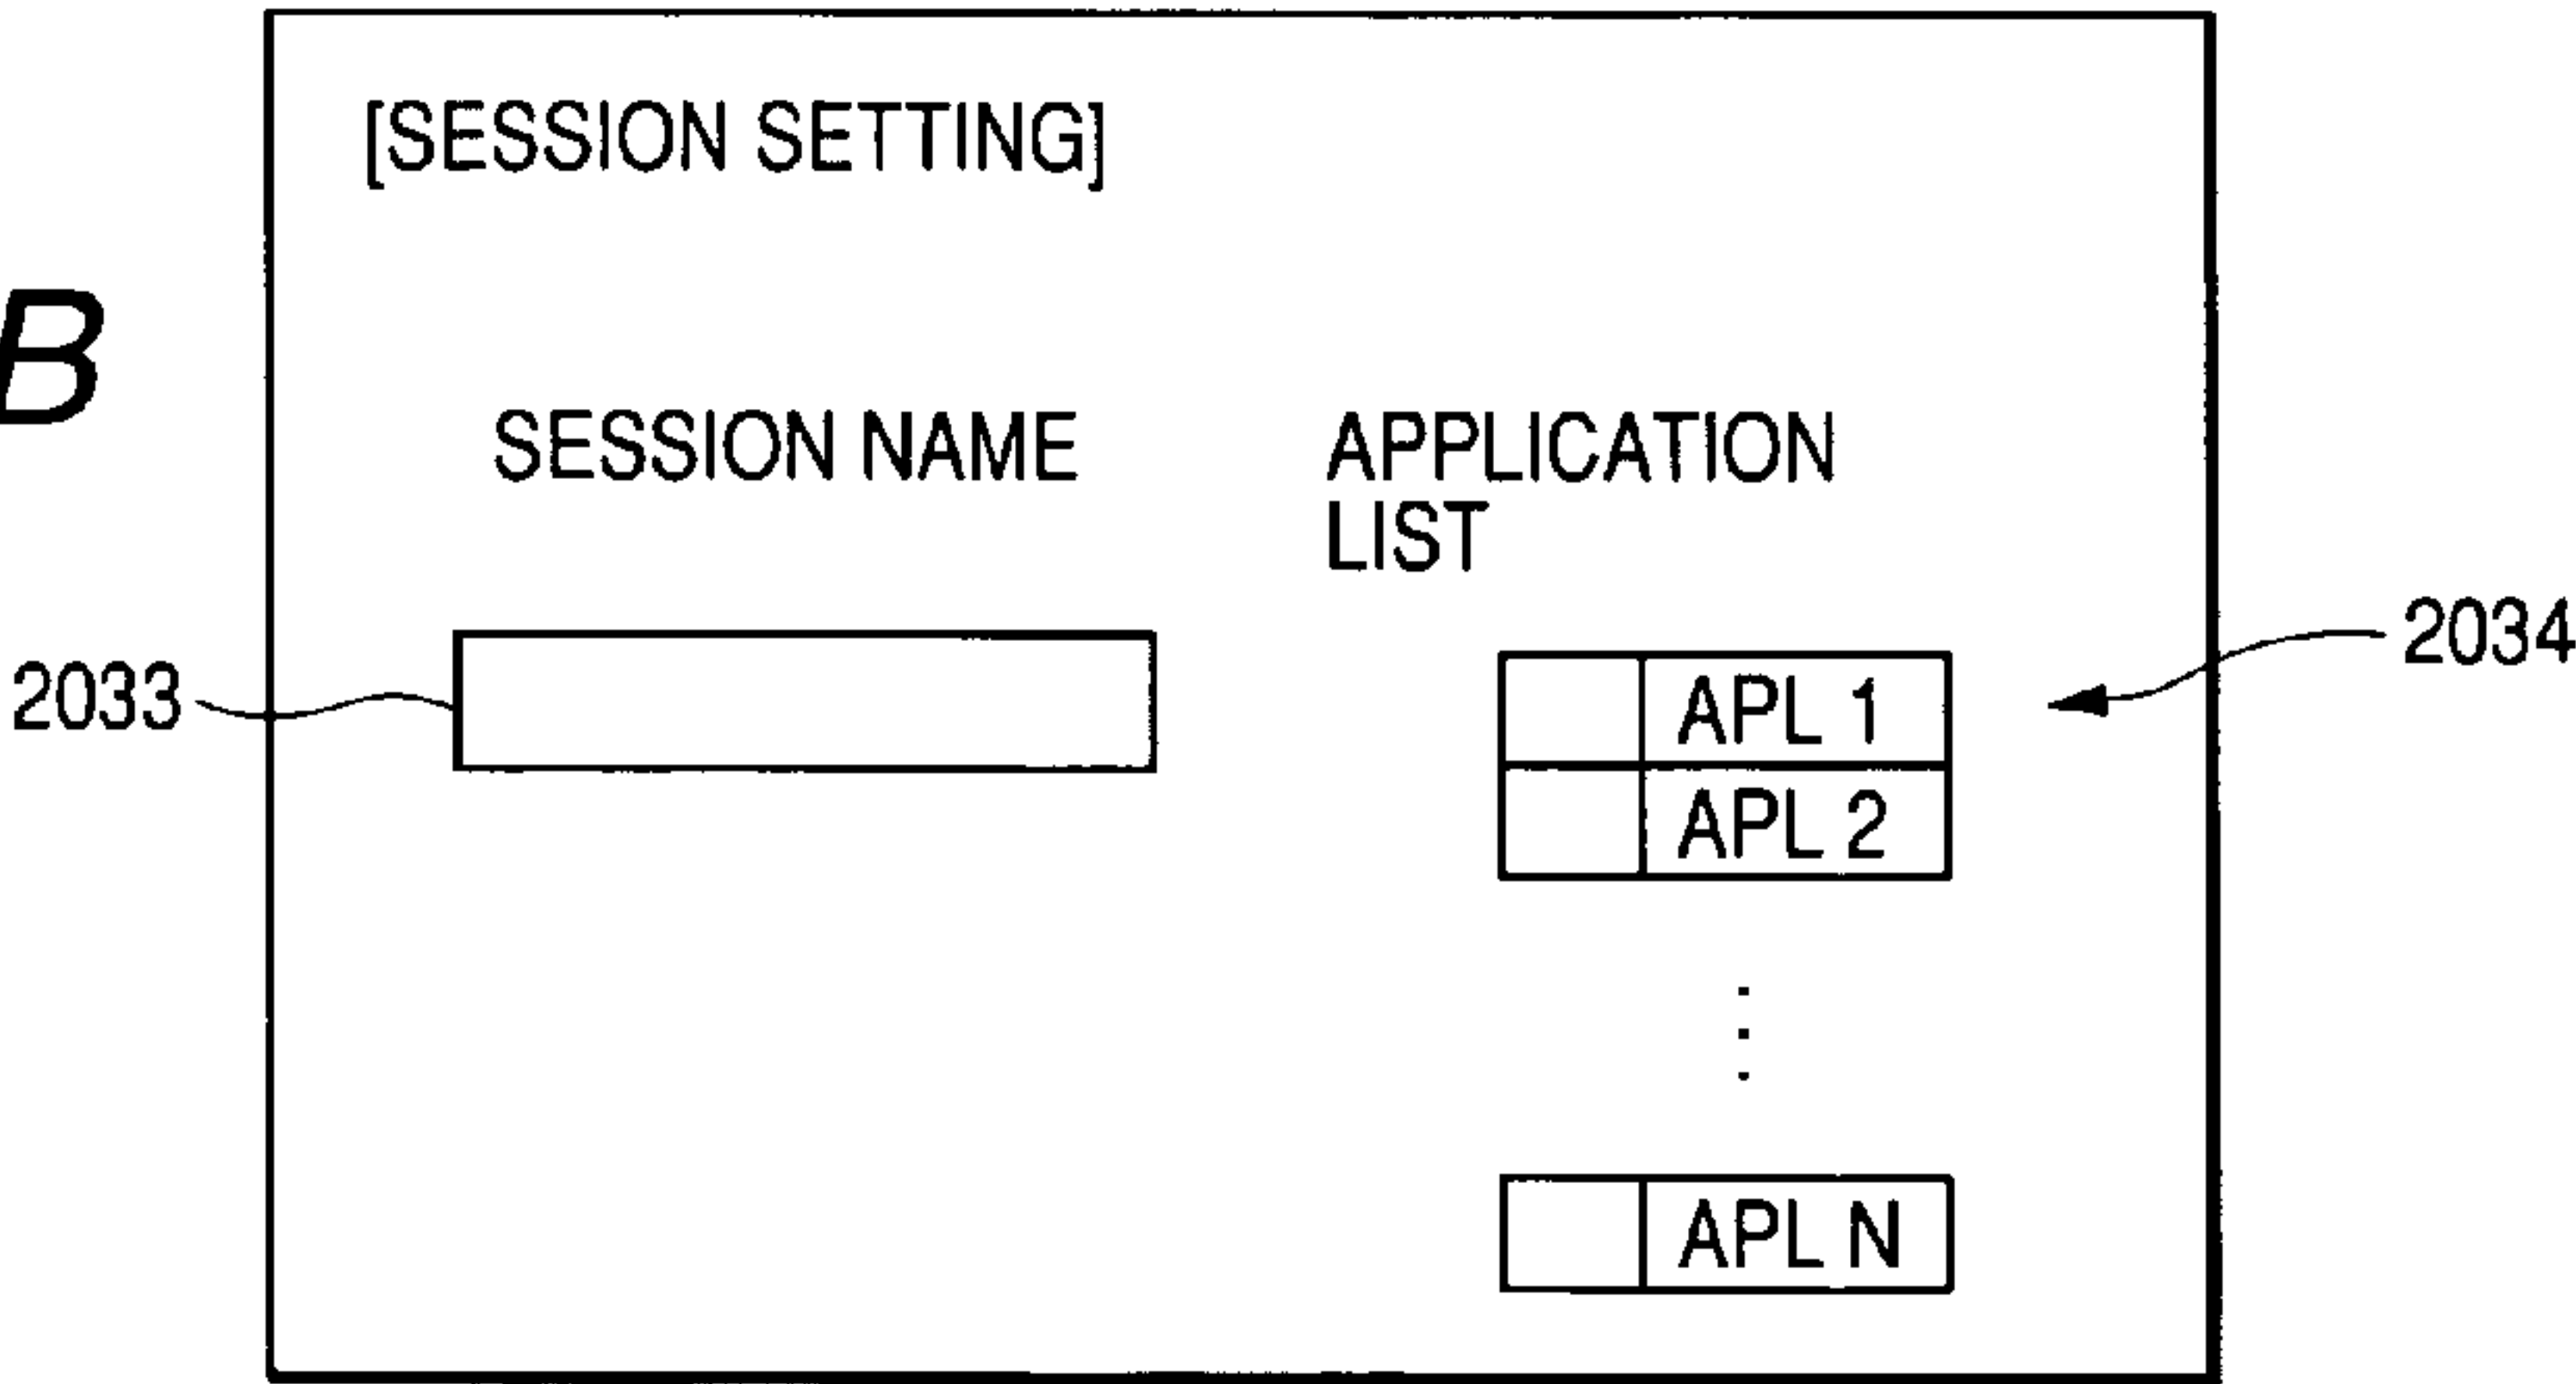 [SESSION SETTING]
B
SESSION NAME
APPLICATION
LIST
2033
2034
APL 1
APL 2
APL N